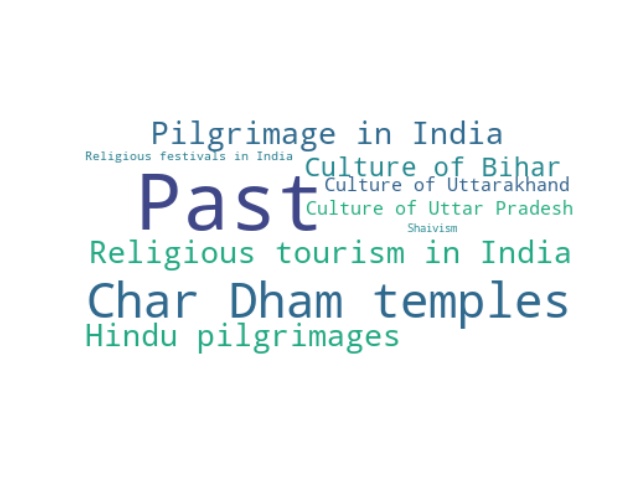 Pilgrimage in India
Religious festivals in India
Culture of Bihar
Past
Culture of Uttarakhand
Culture of Uttar Pradesh
Shaivism
Religious tourism in India
Char Dham temples
Hindu pilgrimages